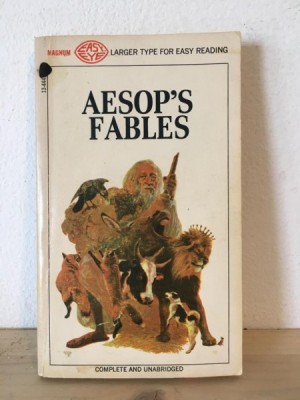 MAGNUM EASY EYE LARGER TYPE FOR EASY READING
AESOP'S
FABLES
COMPLETE AND UNABRIDGED